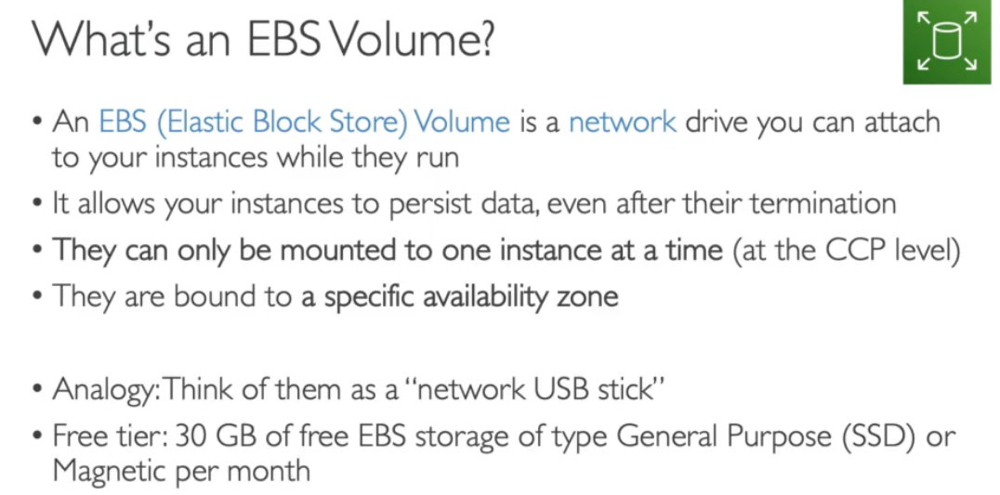 What's an EBS Volume?
• An EBS (Elastic Block Store) Volume is a network drive you can attach
to your instances while they run
• It allows your instances to persist data, even after their termination
• They can only be mounted to one instance at a time (at the CCP level)
• They are bound to a specific availability zone
• Analogy: Think of them as a “network USB stick”
• Free tier: 30 GB of free EBS storage of type General Purpose (SSD) or
Magnetic per month